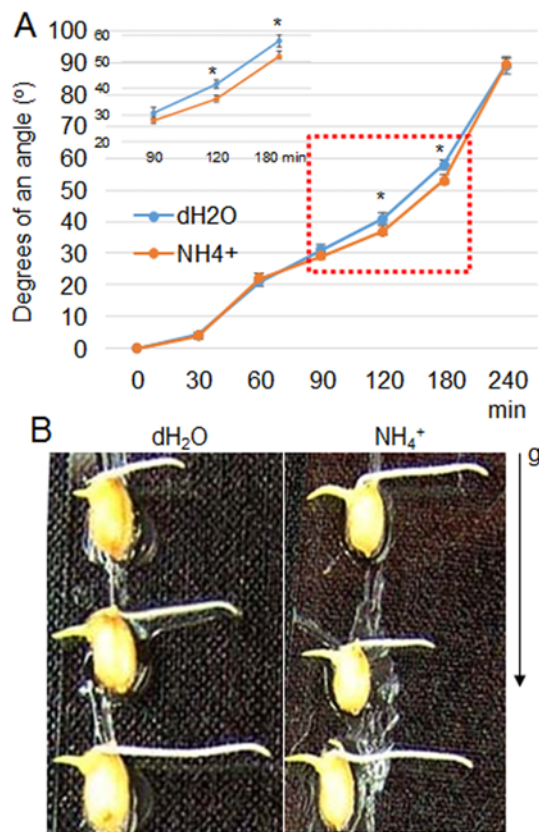 A
Degrees of an angle (º)
100
90
80
70
60
50
40
30
20
10
0
60
50
40
30
20
90 120 180 min
* *
* *
dH2O
NH4+
0 30 60 90 120 180 240
min
B
dH₂O NH₄⁺
g